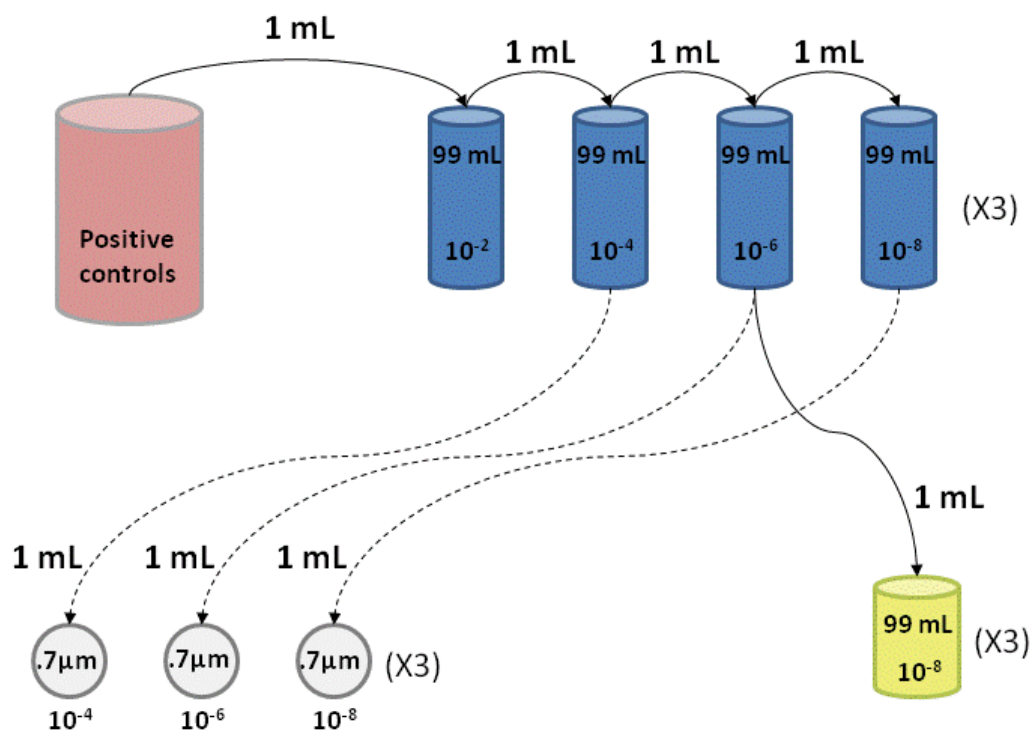 1 mL
1 mL 1 mL 1 mL
99 mL 99 mL 99 mL 99 mL
(X3)
Positive
controls
10⁻² 10⁻⁴ 10⁻⁶ 10⁻⁸
1 mL
1 mL 1 mL 1 mL
99 mL
(X3)
10⁻⁸
.7µm .7µm .7µm (X3)
10⁻⁴ 10⁻⁶ 10⁻⁸